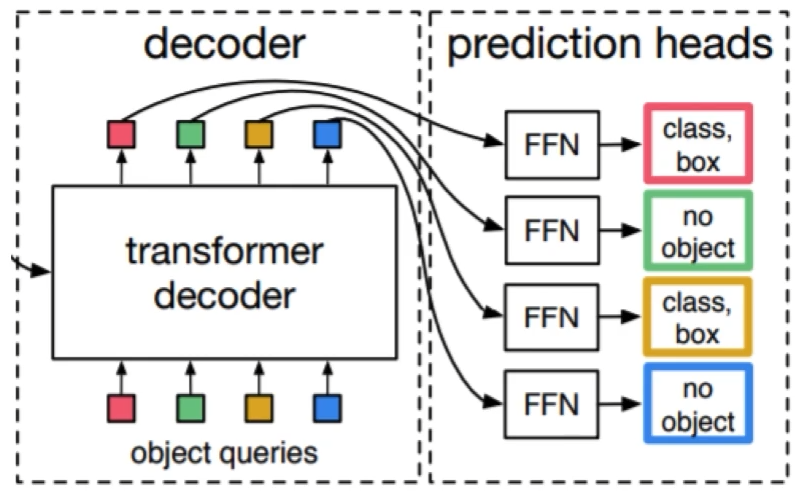 decoder
transformer
decoder
object queries
prediction heads
FFN
class,
box
FFN
no
object
FFN
class,
box
FFN
no
object